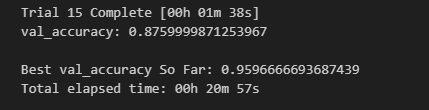 Trial 15 Complete [00h 01m 38s]
val_accuracy: 0.8759999871253967
Best val_accuracy So Far: 0.9596666693687439
Total elapsed time: 00h 20m 57s